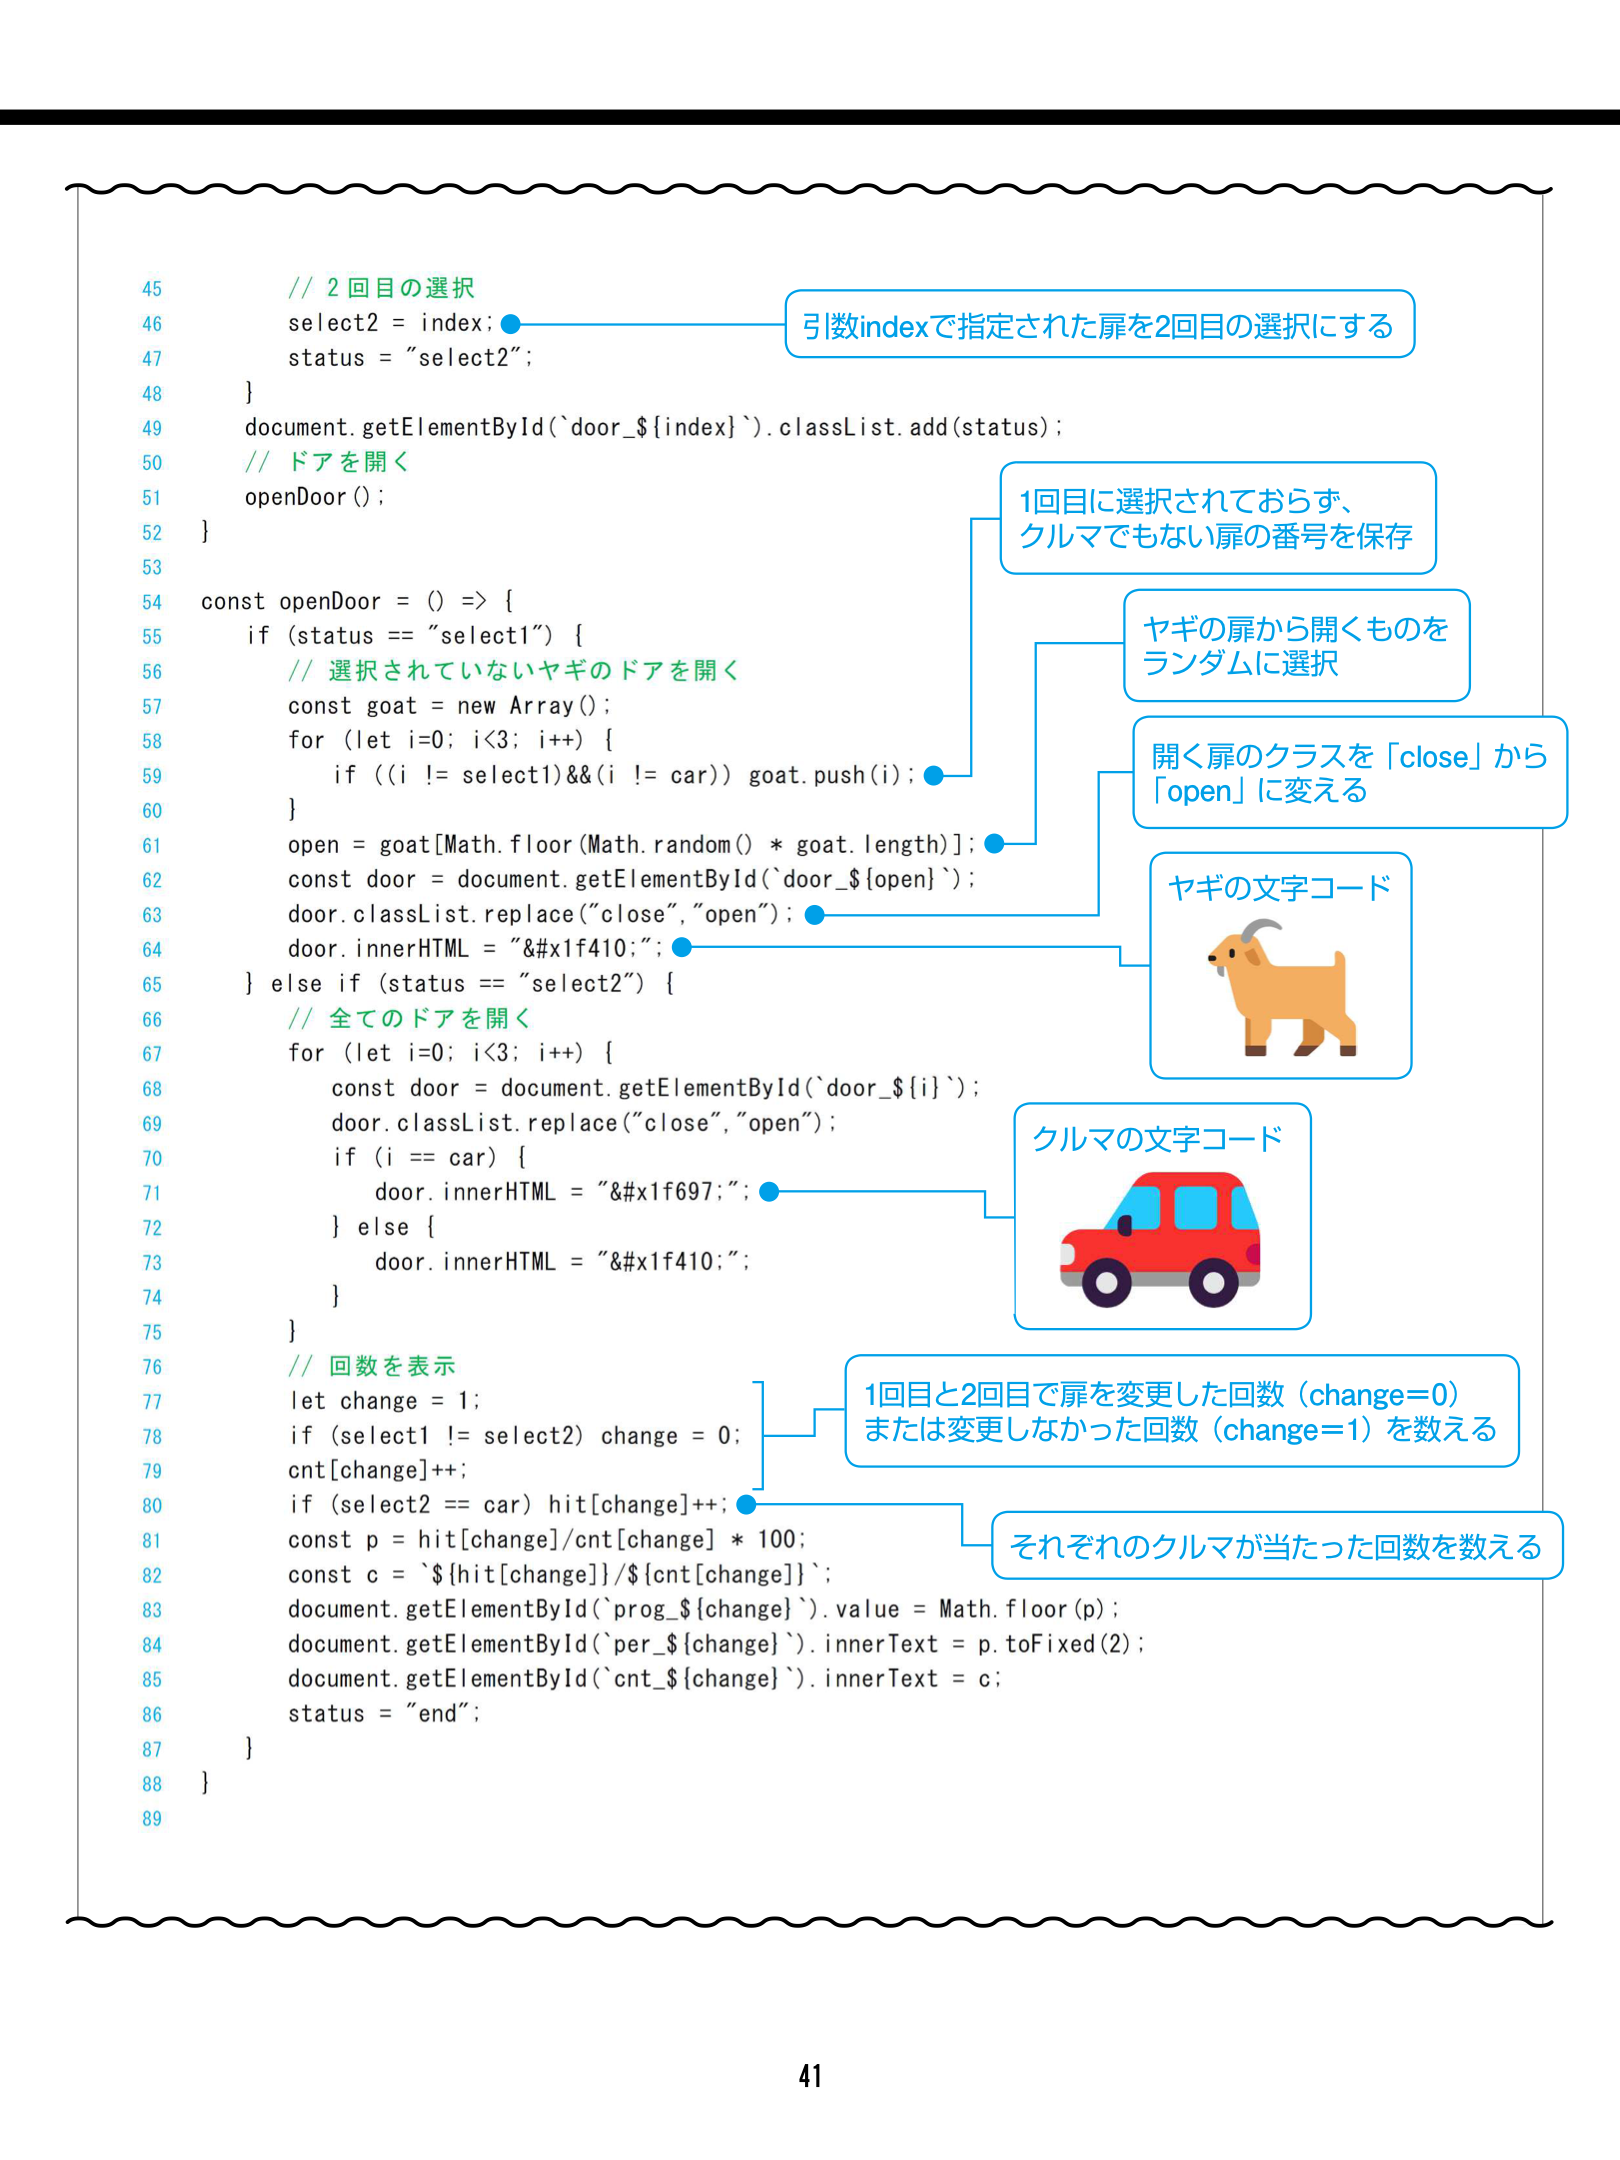 45 // 2回目の選択
46 select2 = index;
引数indexで指定された扉を2回目の選択にする
47 status = "select2";
48 }
49 document.getElementById(`door_${index}`).classList.add(status);
50 // ドアを開く
51 openDoor();
1回目に選択されておらず、
クルマでもない扉の番号を保存
52 }
53
54 const openDoor = () => {
55 if (status == "select1") {
ヤギの扉から開くものを
ランダムに選択
56 // 選択されていないヤギのドアを開く
57 const goat = new Array();
58 for (let i=0; i<3; i++) {
59 if ((i != select1)&&(i != car)) goat.push(i);
開く扉のクラスを「close」から
「open」に変える
60 }
61 open = goat[Math.floor(Math.random() * goat.length)];
62 const door = document.getElementById(`door_${open}`);
ヤギの文字コード
63 door.classList.replace("close","open");
64 door.innerHTML = "&#x1f410;";
65 } else if (status == "select2") {
66 // 全てのドアを開く
67 for (let i=0; i<3; i++) {
68 const door = document.getElementById(`door_${i}`);
69 door.classList.replace("close","open");
クルマの文字コード
70 if (i == car) {
71 door.innerHTML = "&#x1f697;";
72 } else {
73 door.innerHTML = "&#x1f410;";
74 }
75 }
76 // 回数を表示
77 let change = 1;
1回目と2回目で扉を変更した回数（change＝0）
または変更しなかった回数（change＝1）を数える
78 if (select1 != select2) change = 0;
79 cnt[change]++;
80 if (select2 == car) hit[change]++;
それぞれのクルマが当たった回数を数える
81 const p = hit[change]/cnt[change] * 100;
82 const c = `${hit[change]}/${cnt[change]}`;
83 document.getElementById(`prog_${change}`).value = Math.floor(p);
84 document.getElementById(`per_${change}`).innerText = p.toFixed(2);
85 document.getElementById(`cnt_${change}`).innerText = c;
86 status = "end";
87 }
88 }
89
41